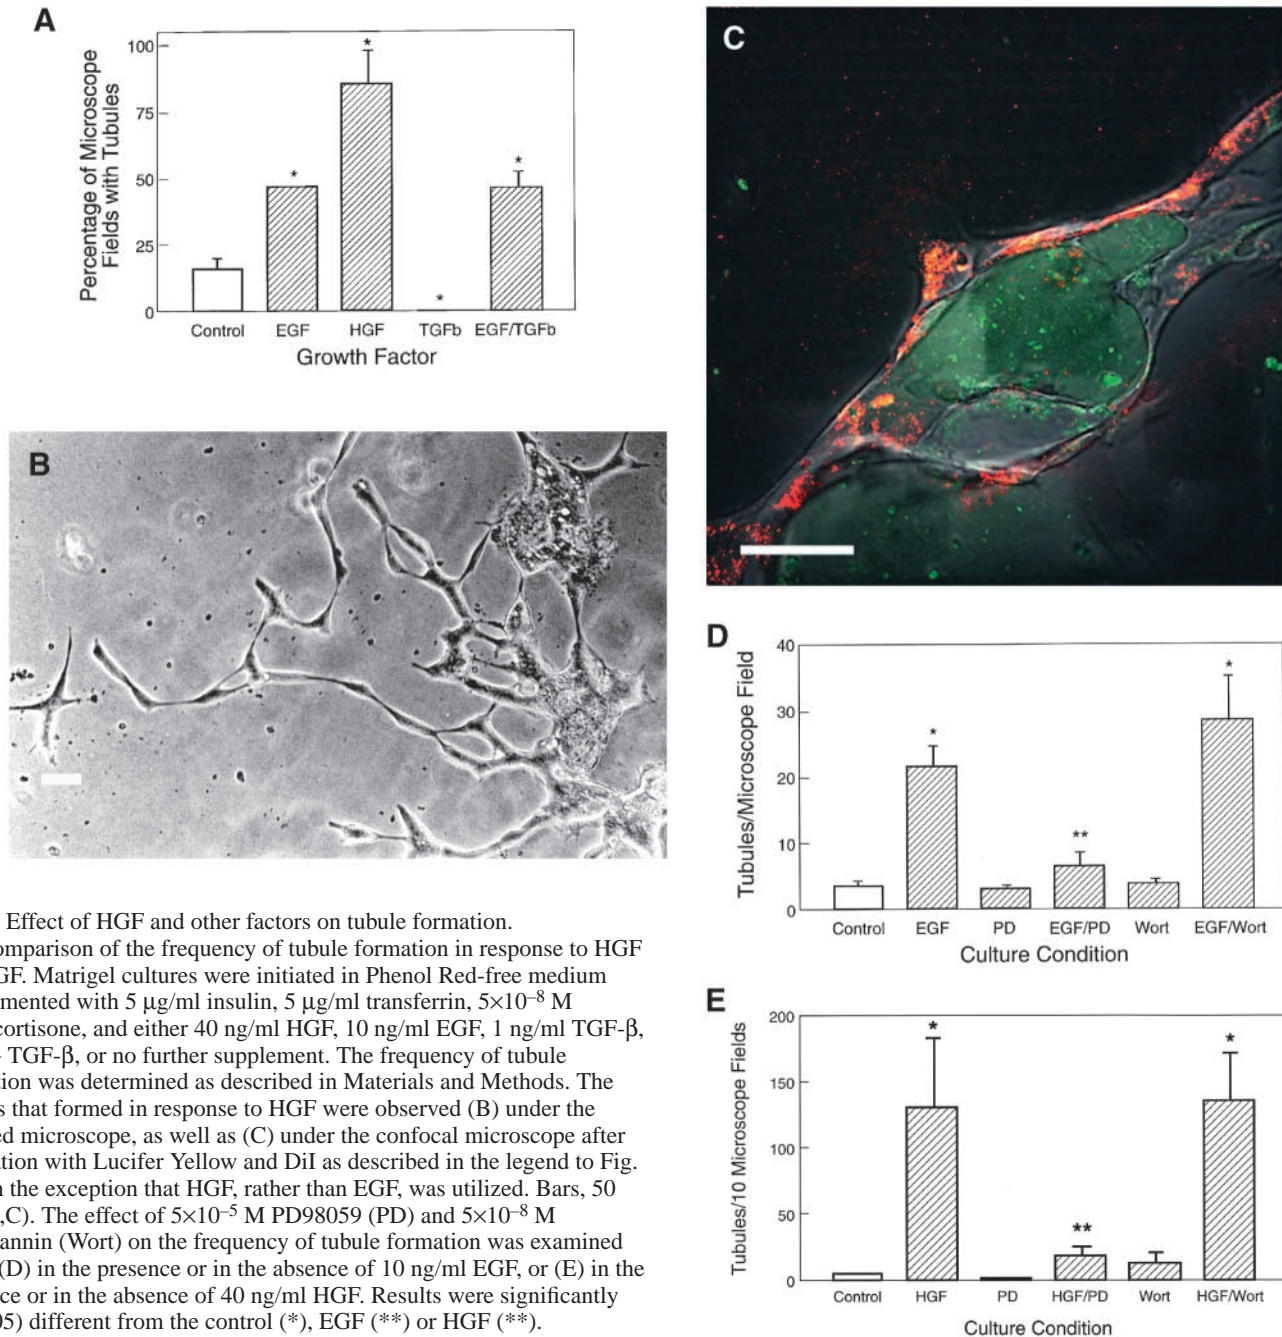 A
Percentage of Microscope
Fields with Tubules
100
75
50
25
0
*
*
*
*
Control EGF HGF TGFb EGF/TGFb
Growth Factor
B
C
D
Tubules/Microscope Field
40
30
20
10
0
*
**
*
Control EGF PD EGF/PD Wort EGF/Wort
Culture Condition
E
Tubules/10 Microscope Fields
200
150
100
50
0
*
**
*
Control HGF PD HGF/PD Wort HGF/Wort
Culture Condition
Effect of HGF and other factors on tubule formation.
omparison of the frequency of tubule formation in response to HGF
GF. Matrigel cultures were initiated in Phenol Red-free medium
mented with 5 μg/ml insulin, 5 μg/ml transferrin, 5×10–8 M
cortisone, and either 40 ng/ml HGF, 10 ng/ml EGF, 1 ng/ml TGF-β,
TGF-β, or no further supplement. The frequency of tubule
tion was determined as described in Materials and Methods. The
s that formed in response to HGF were observed (B) under the
ed microscope, as well as (C) under the confocal microscope after
ation with Lucifer Yellow and DiI as described in the legend to Fig.
n the exception that HGF, rather than EGF, was utilized. Bars, 50
,C). The effect of 5×10–5 M PD98059 (PD) and 5×10–8 M
annin (Wort) on the frequency of tubule formation was examined
(D) in the presence or in the absence of 10 ng/ml EGF, or (E) in the
ce or in the absence of 40 ng/ml HGF. Results were significantly
05) different from the control (*), EGF (**) or HGF (**).